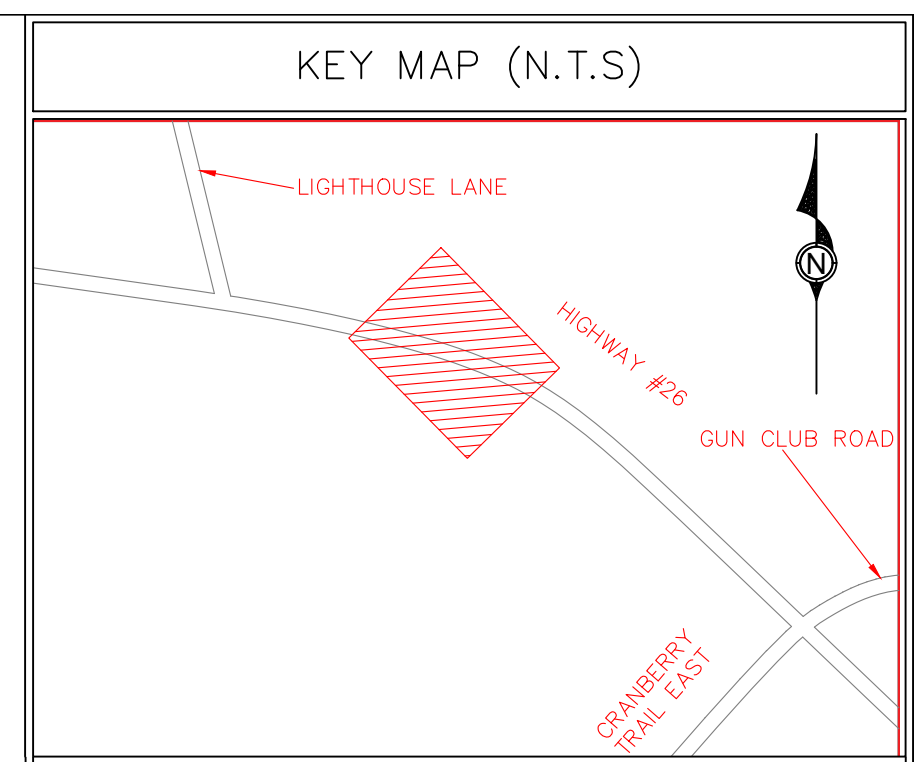 KEY MAP (N.T.S)
LIGHTHOUSE LANE
N
HIGHWAY #26
GUN CLUB ROAD
CRANBERRY
TRAIL EAST